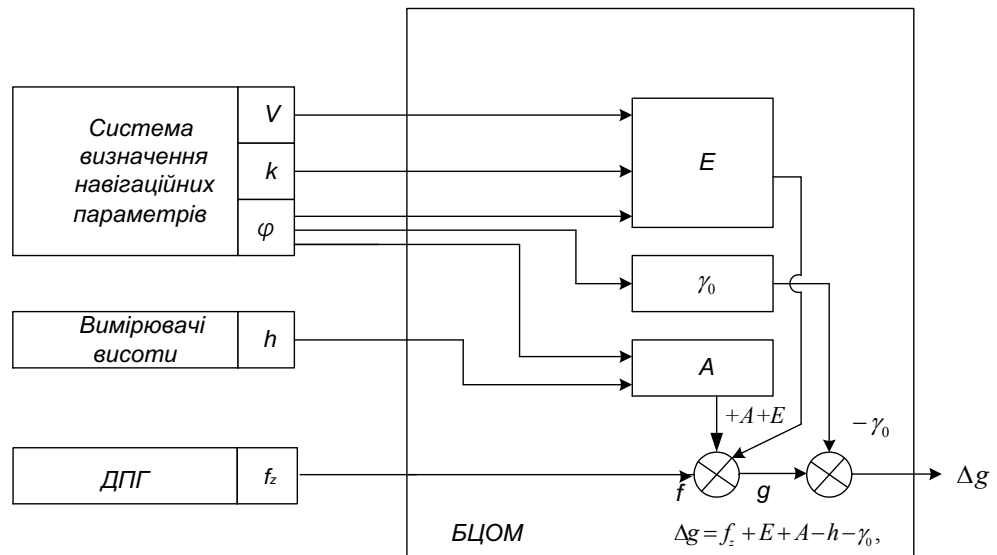 Система
визначення
навігаційних
параметрів
V
k
φ
E
γ₀
Вимірювачі
висоти
h
A
+A+E
−γ₀
ДПГ
fz
f
g
Δg
БЦОМ
Δg = fz + E + A − h − γ₀,